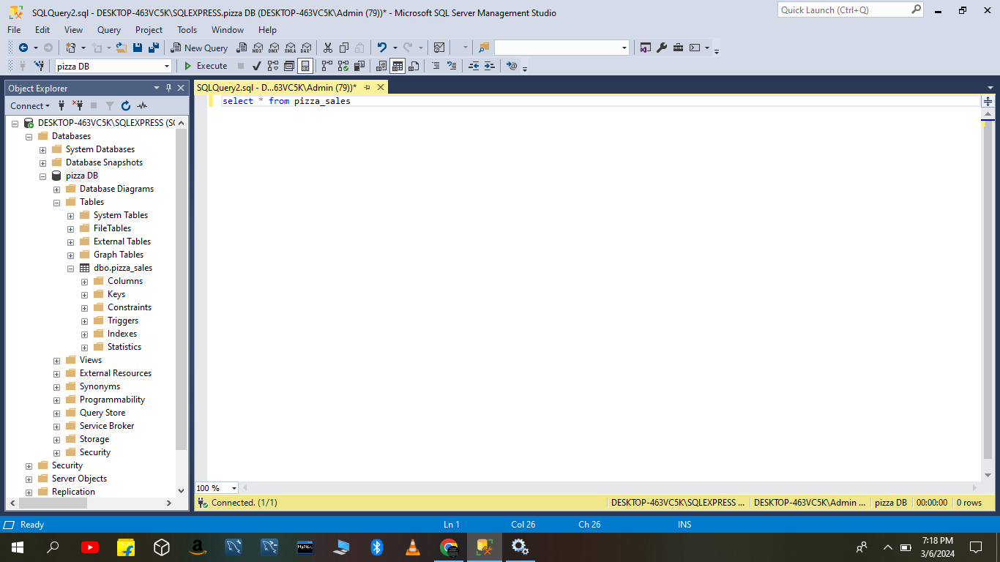 SQLQuery2.sql - DESKTOP-463VC5K\SQLEXPRESS.pizza DB (DESKTOP-463VC5K\Admin (79))* - Microsoft SQL Server Management Studio
Quick Launch (Ctrl+Q)
File Edit View Query Project Tools Window Help
New Query MDX DMX XMLA DAX
pizza DB Execute
Object Explorer
SQLQuery2.sql - D...63VC5K\Admin (79))*
Connect
select * from pizza_sales
DESKTOP-463VC5K\SQLEXPRESS (SQ
Databases
System Databases
Database Snapshots
pizza DB
Database Diagrams
Tables
System Tables
FileTables
External Tables
Graph Tables
dbo.pizza_sales
Columns
Keys
Constraints
Triggers
Indexes
Statistics
Views
External Resources
Synonyms
Programmability
Query Store
Service Broker
Storage
Security
Security
Server Objects
Replication
100 %
Connected. (1/1) DESKTOP-463VC5K\SQLEXPRESS ... DESKTOP-463VC5K\Admin ... pizza DB 00:00:00 0 rows
Ready Ln 1 Col 26 Ch 26 INS
MySQL
7:18 PM
3/6/2024